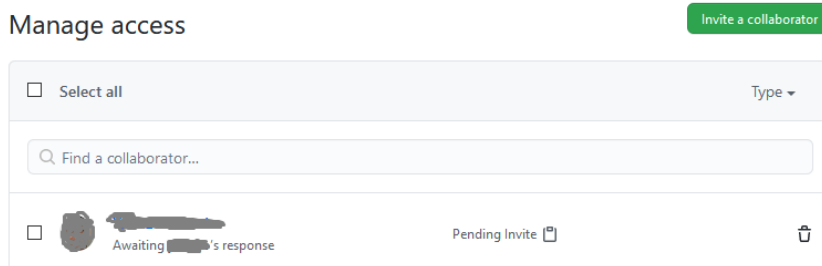 Manage access
Invite a collaborator
Select all
Type
Find a collaborator...
Awaiting 's response
Pending Invite